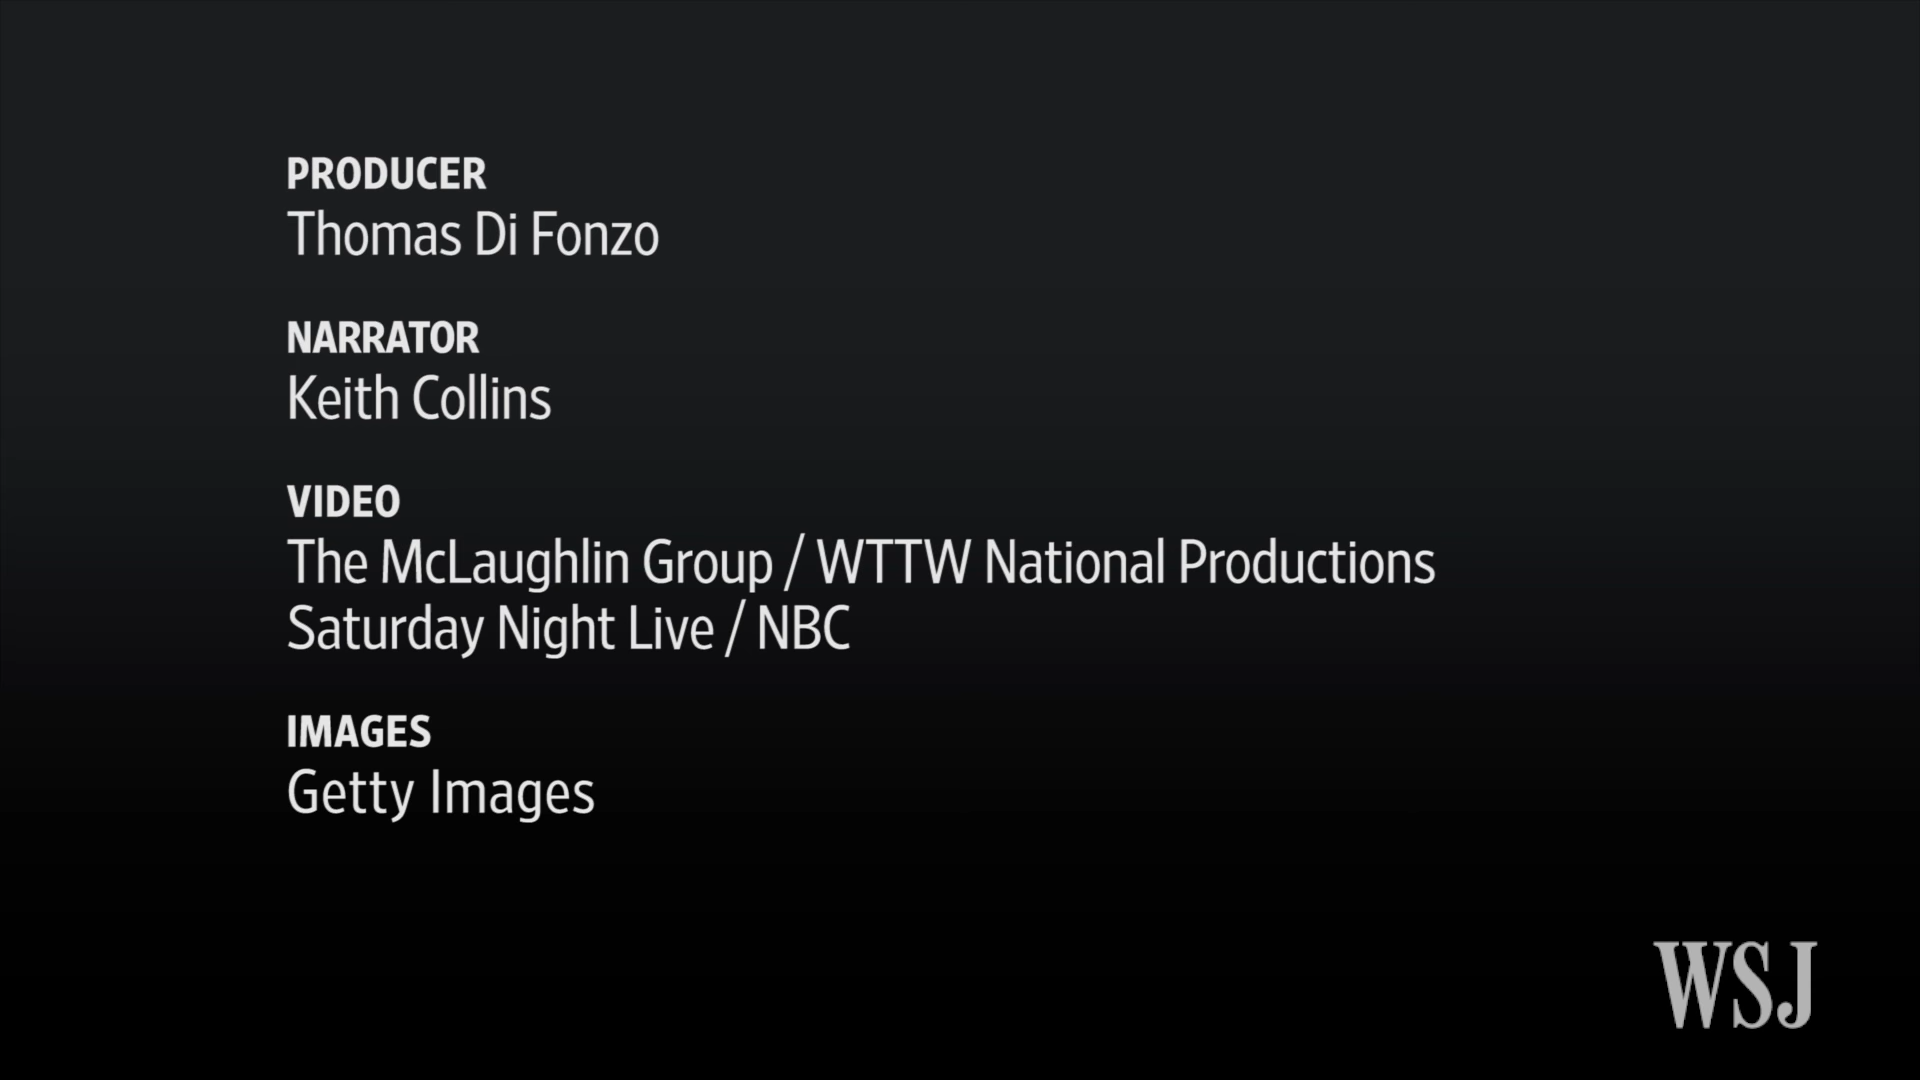 PRODUCER
Thomas Di Fonzo
NARRATOR
Keith Collins
VIDEO
The McLaughlin Group / WTTW National Productions
Saturday Night Live / NBC
IMAGES
Getty Images
WSJ